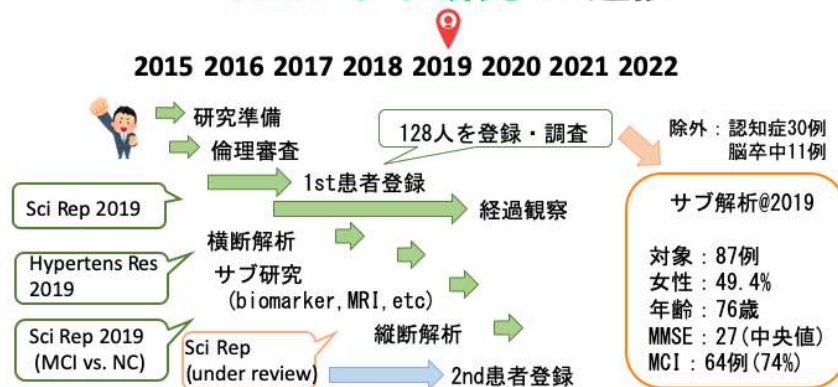 2015 2016 2017 2018 2019 2020 2021 2022
研究準備
倫理審査
128人を登録・調査
除外：認知症30例
脳卒中11例
1st患者登録
Sci Rep 2019
経過観察
横断解析
Hypertens Res
2019
サブ研究
(biomarker,MRI,etc)
縦断解析
Sci Rep 2019
(MCI vs. NC)
Sci Rep
(under review)
2nd患者登録
サブ解析@2019
対象：87例
女性：49.4%
年齢：76歳
MMSE：27(中央値)
MCI：64例(74%)